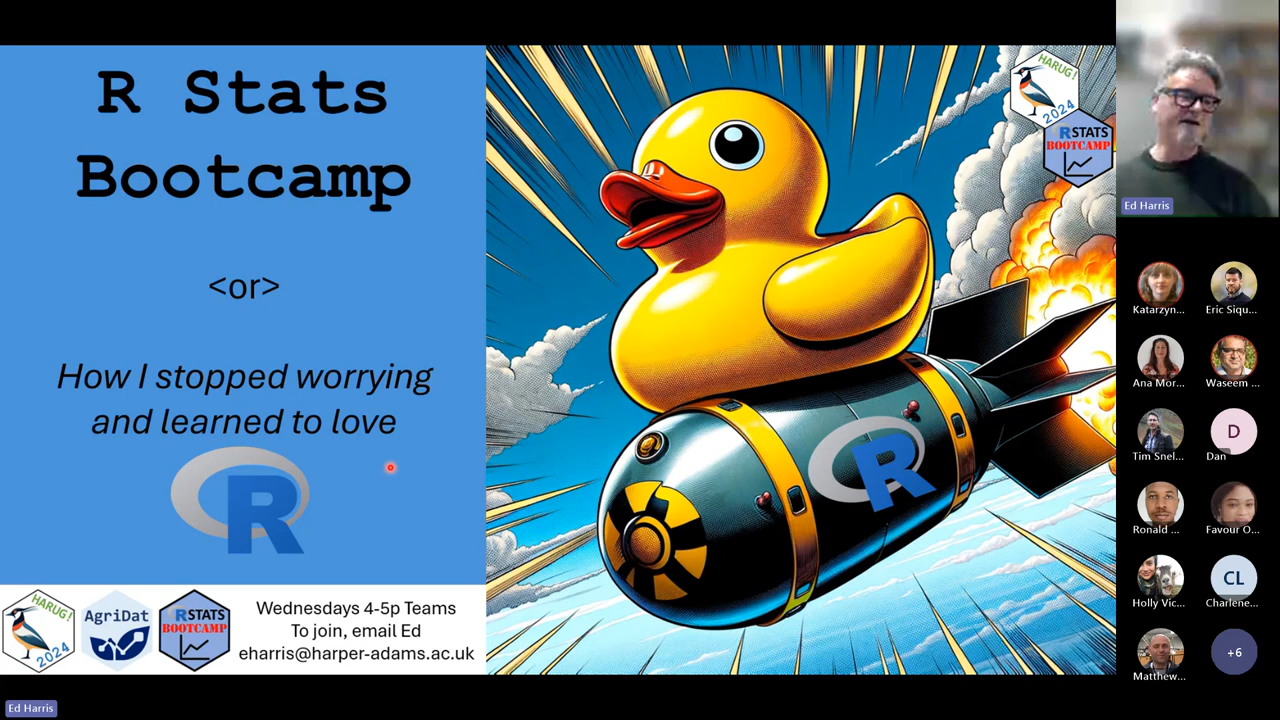 R Stats
Bootcamp
<or>
How I stopped worrying
and learned to love
R
HARUG!
2024
AgriDat
RSTATS
BOOTCAMP
Wednesdays 4-5p Teams
To join, email Ed
eharris@harper-adams.ac.uk
R
HARUG!
2024
RSTATS
BOOTCAMP
Ed Harris
Katarzyn...
Eric Siqu...
Ana Mor...
Waseem ...
Tim Snel...
D
Dan
Ronald ...
Favour O...
Holly Vic...
CL
Charlene...
Matthew...
+6
Ed Harris